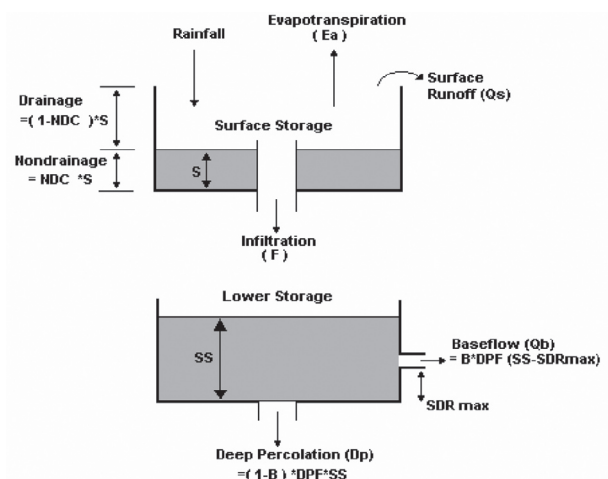 Evapotranspiration
( Ea )
Rainfall
Surface
Runoff (Qs)
Drainage
=( 1-NDC )*S
Surface Storage
Nondrainage
= NDC *S
S
Infiltration
( F )
Lower Storage
SS
Baseflow (Qb)
= B*DPF (SS-SDRmax)
SDR max
Deep Percolation (Dp)
=( 1-B ) *DPF*SS